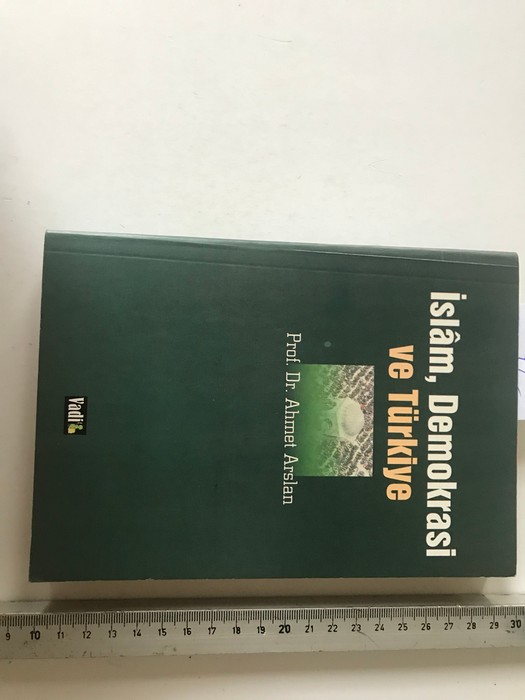 İslâm, Demokrasi
ve Türkiye
Prof. Dr. Ahmet Arslan
Vadi
9 10 11 12 13 14 15 16 17 18 19 20 21 22 23 24 25 26 27 28 29 30